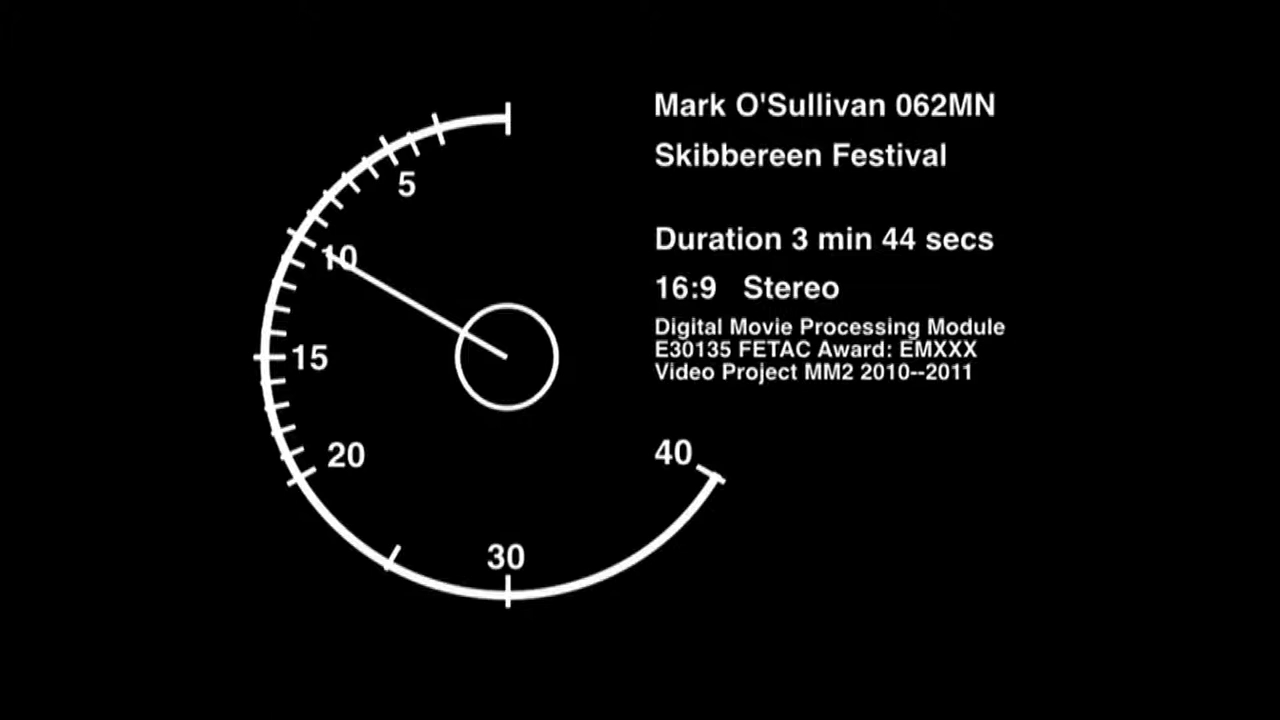 Mark O'Sullivan 062MN
Skibbereen Festival
Duration 3 min 44 secs
16:9 Stereo
Digital Movie Processing Module
E30135 FETAC Award: EMXXX
Video Project MM2 2010--2011
5
10
15
20
30
40